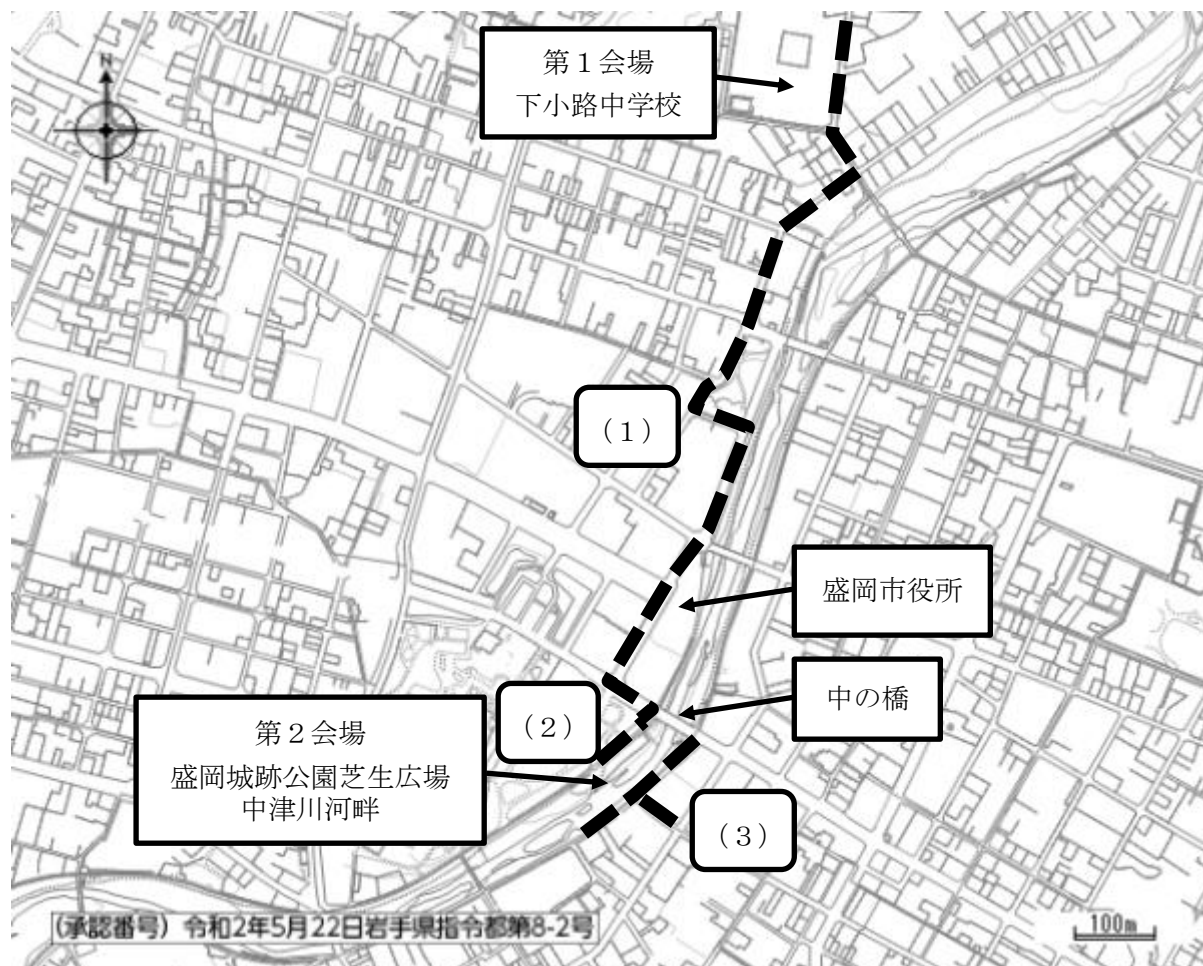 第１会場
下小路中学校
N
（１）
盛岡市役所
中の橋
（２）
第２会場
盛岡城跡公園芝生広場
中津川河畔
（３）
(承認番号) 令和2年5月22日岩手県指令都第8-2号
100m